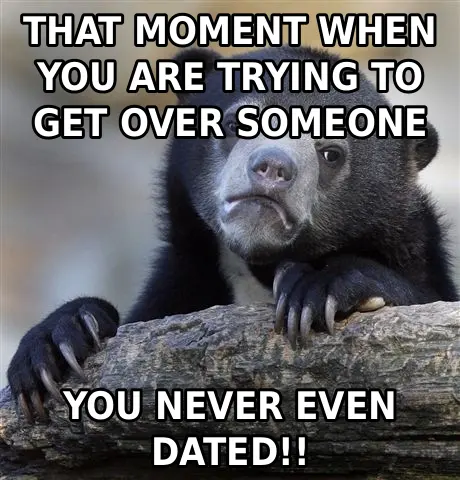 THAT MOMENT WHEN
YOU ARE TRYING TO
GET OVER SOMEONE
YOU NEVER EVEN
DATED!!